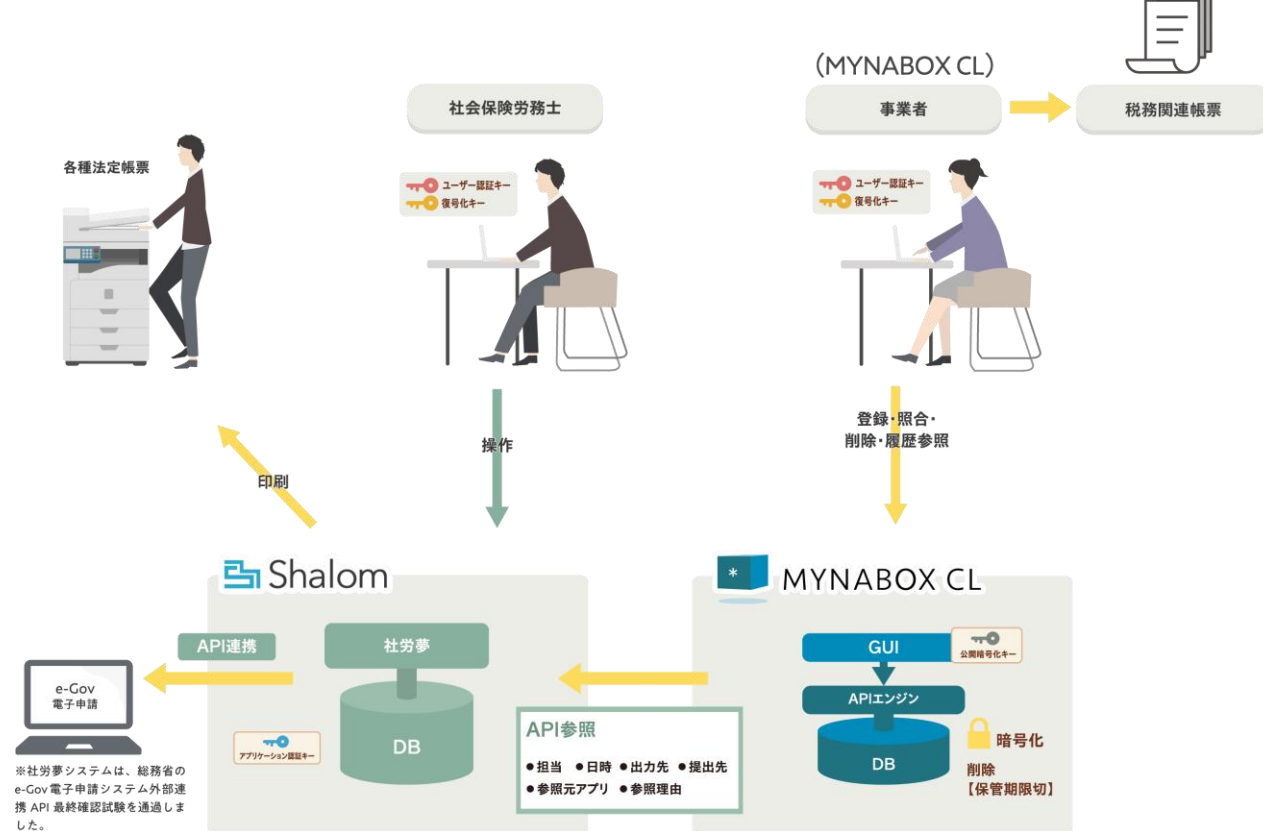 (MYNABOX CL)
社会保険労務士
事業者
税務関連帳票
各種法定帳票
ユーザー認証キー
復号化キー
ユーザー認証キー
復号化キー
操作
登録・照合・
削除・履歴参照
印刷
Shalom
* MYNABOX CL
API連携
社労夢
DB
アプリケーション認証キー
e-Gov
電子申請
※社労夢システムは、総務省の
e-Gov電子申請システム外部連
携 API 最終確認試験を通過しま
した。
API参照
●担当 ●日時 ●出力先 ●提出先
●参照元アプリ ●参照理由
GUI
公開暗号化キー
APIエンジン
DB
暗号化
削除
【保管期限切】